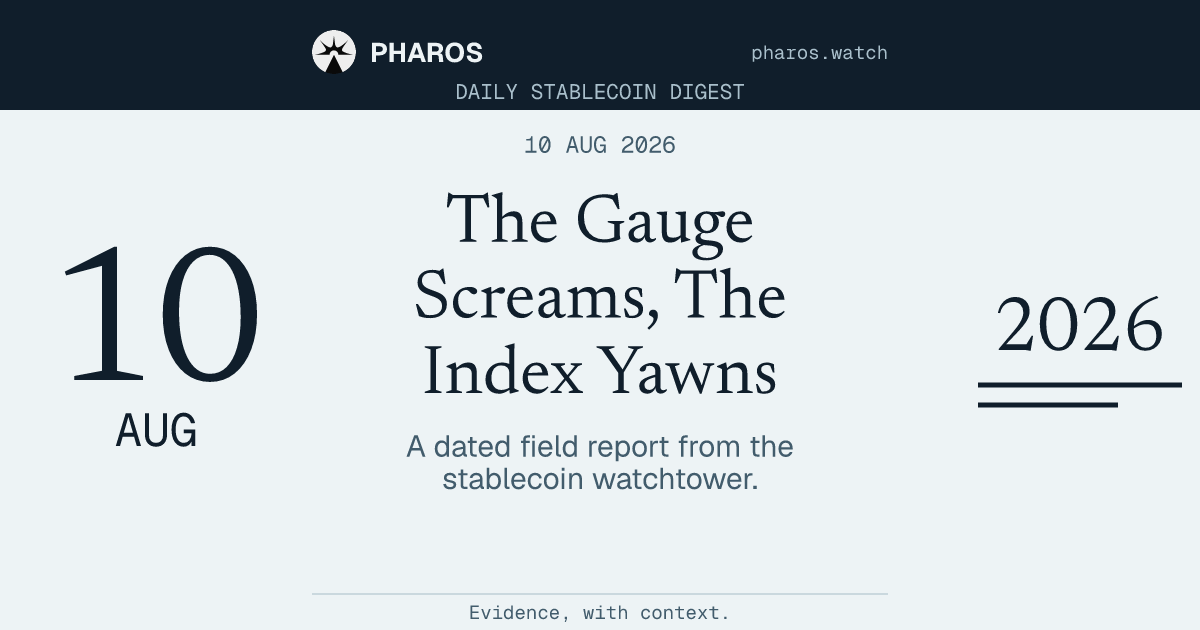 PHAROS
pharos.watch
DAILY STABLECOIN DIGEST
10 AUG 2026
The Gauge
Screams, The
Index Yawns
A dated field report from the
stablecoin watchtower.
10
AUG
2026
Evidence, with context.